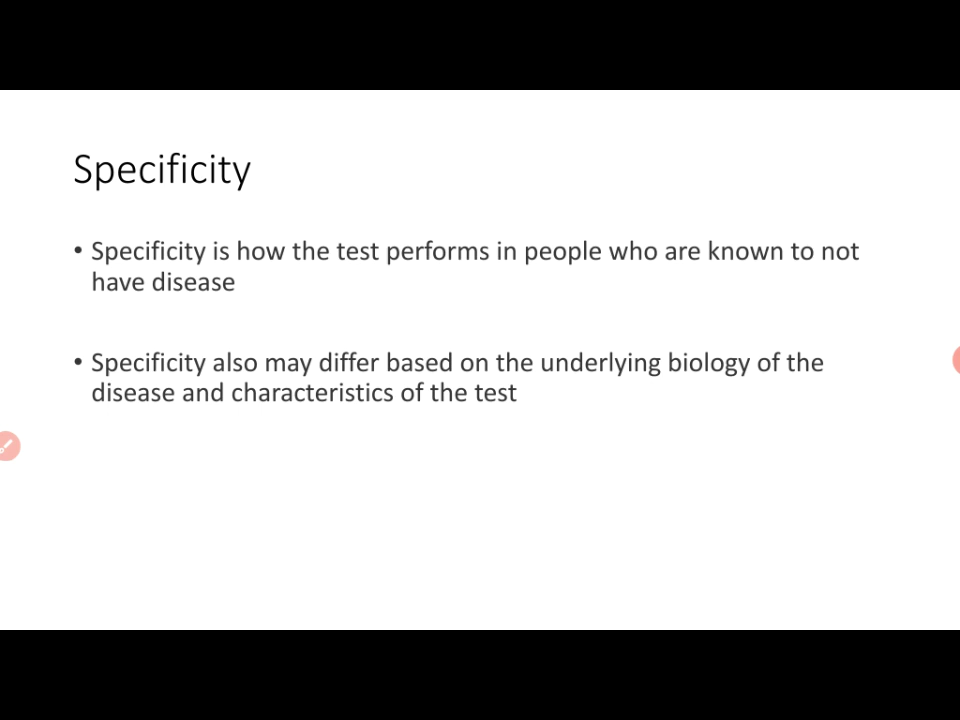 Specificity
• Specificity is how the test performs in people who are known to not
have disease
• Specificity also may differ based on the underlying biology of the
disease and characteristics of the test